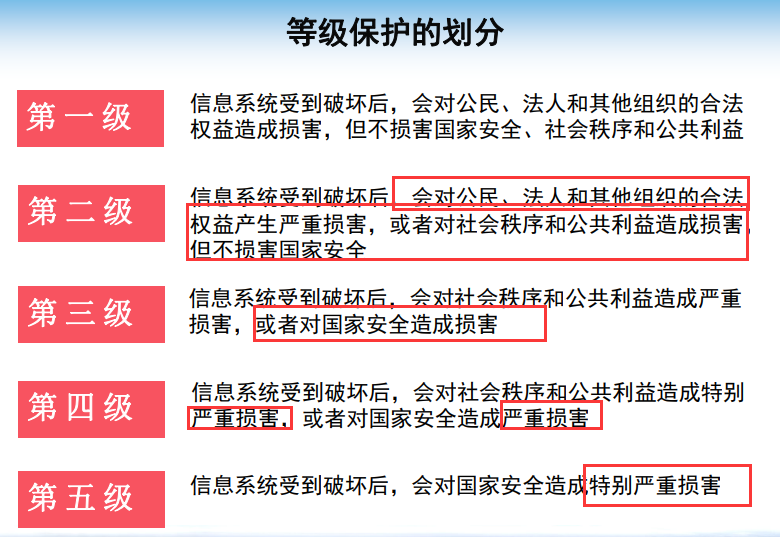 等级保护的划分
第一级
信息系统受到破坏后，会对公民、法人和其他组织的合法
权益造成损害，但不损害国家安全、社会秩序和公共利益
第二级
信息系统受到破坏后，会对公民、法人和其他组织的合法
权益产生严重损害，或者对社会秩序和公共利益造成损害，
但不损害国家安全
第三级
信息系统受到破坏后，会对社会秩序和公共利益造成严重
损害，或者对国家安全造成损害
第四级
信息系统受到破坏后，会对社会秩序和公共利益造成特别
严重损害，或者对国家安全造成严重损害
第五级
信息系统受到破坏后，会对国家安全造成特别严重损害